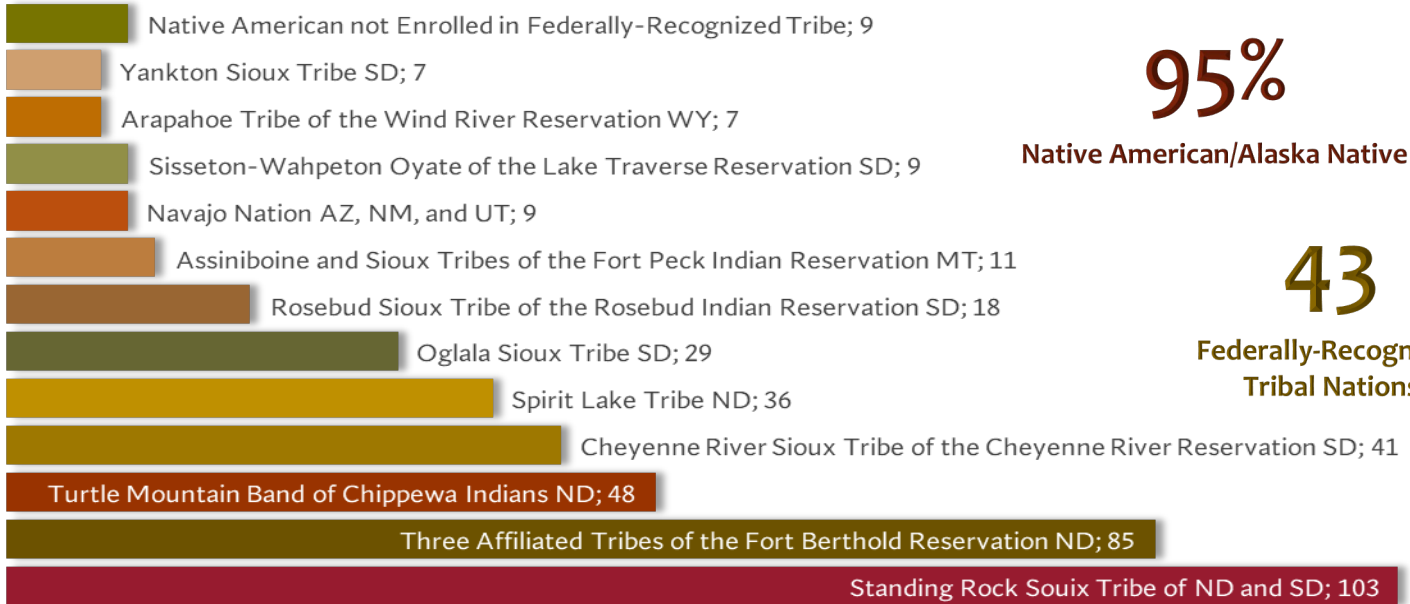 Native American not Enrolled in Federally-Recognized Tribe; 9
Yankton Sioux Tribe SD; 7
Arapahoe Tribe of the Wind River Reservation WY; 7
Sisseton-Wahpeton Oyate of the Lake Traverse Reservation SD; 9
Navajo Nation AZ, NM, and UT; 9
Assiniboine and Sioux Tribes of the Fort Peck Indian Reservation MT; 11
Rosebud Sioux Tribe of the Rosebud Indian Reservation SD; 18
Oglala Sioux Tribe SD; 29
Spirit Lake Tribe ND; 36
Cheyenne River Sioux Tribe of the Cheyenne River Reservation SD; 41
Turtle Mountain Band of Chippewa Indians ND; 48
Three Affiliated Tribes of the Fort Berthold Reservation ND; 85
Standing Rock Souix Tribe of ND and SD; 103
95%
Native American/Alaska Native
43
Federally-Recogn
Tribal Nations